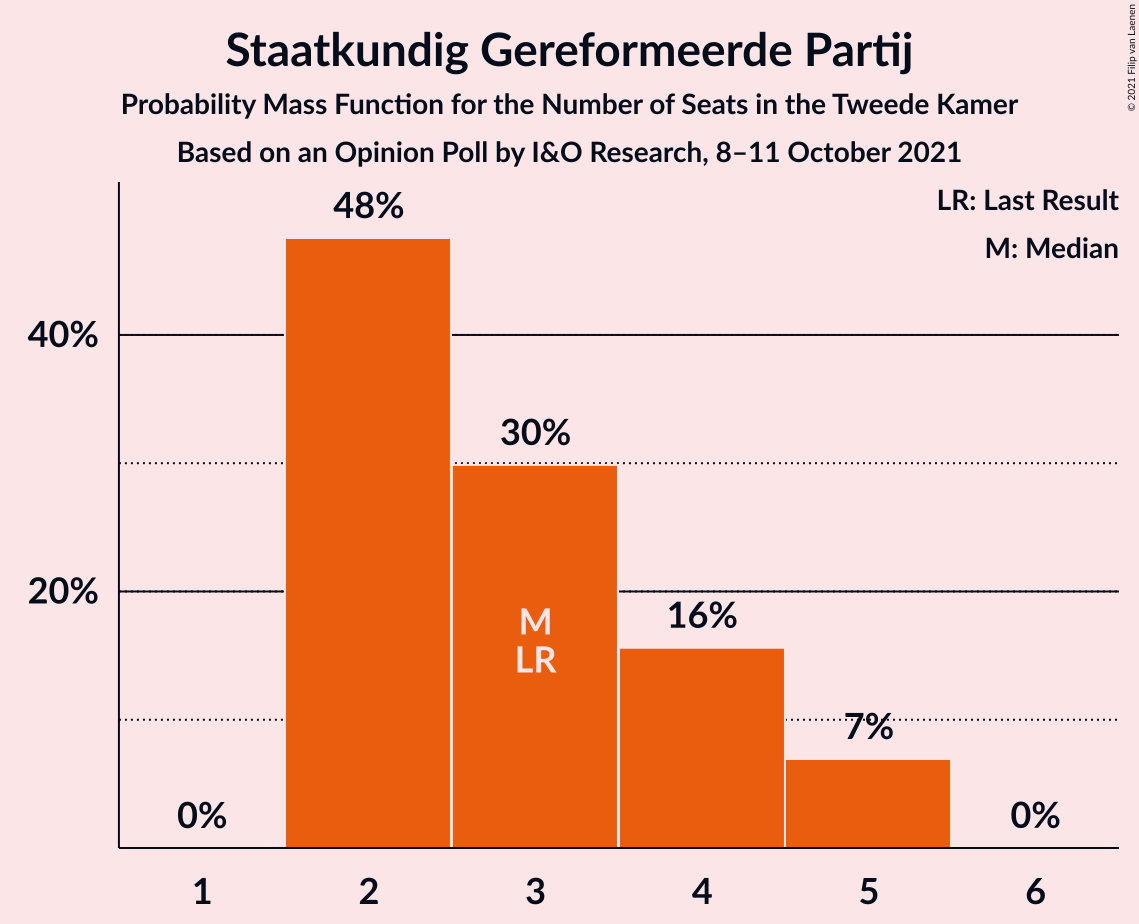 Staatkundig Gereformeerde Partij
Probability Mass Function for the Number of Seats in the Tweede Kamer
Based on an Opinion Poll by I&O Research, 8–11 October 2021
© 2021 Filip van Laenen
LR: Last Result
M: Median
48%
40%
30%
20%
16%
M
LR
7%
0%
0%
1 2 3 4 5 6